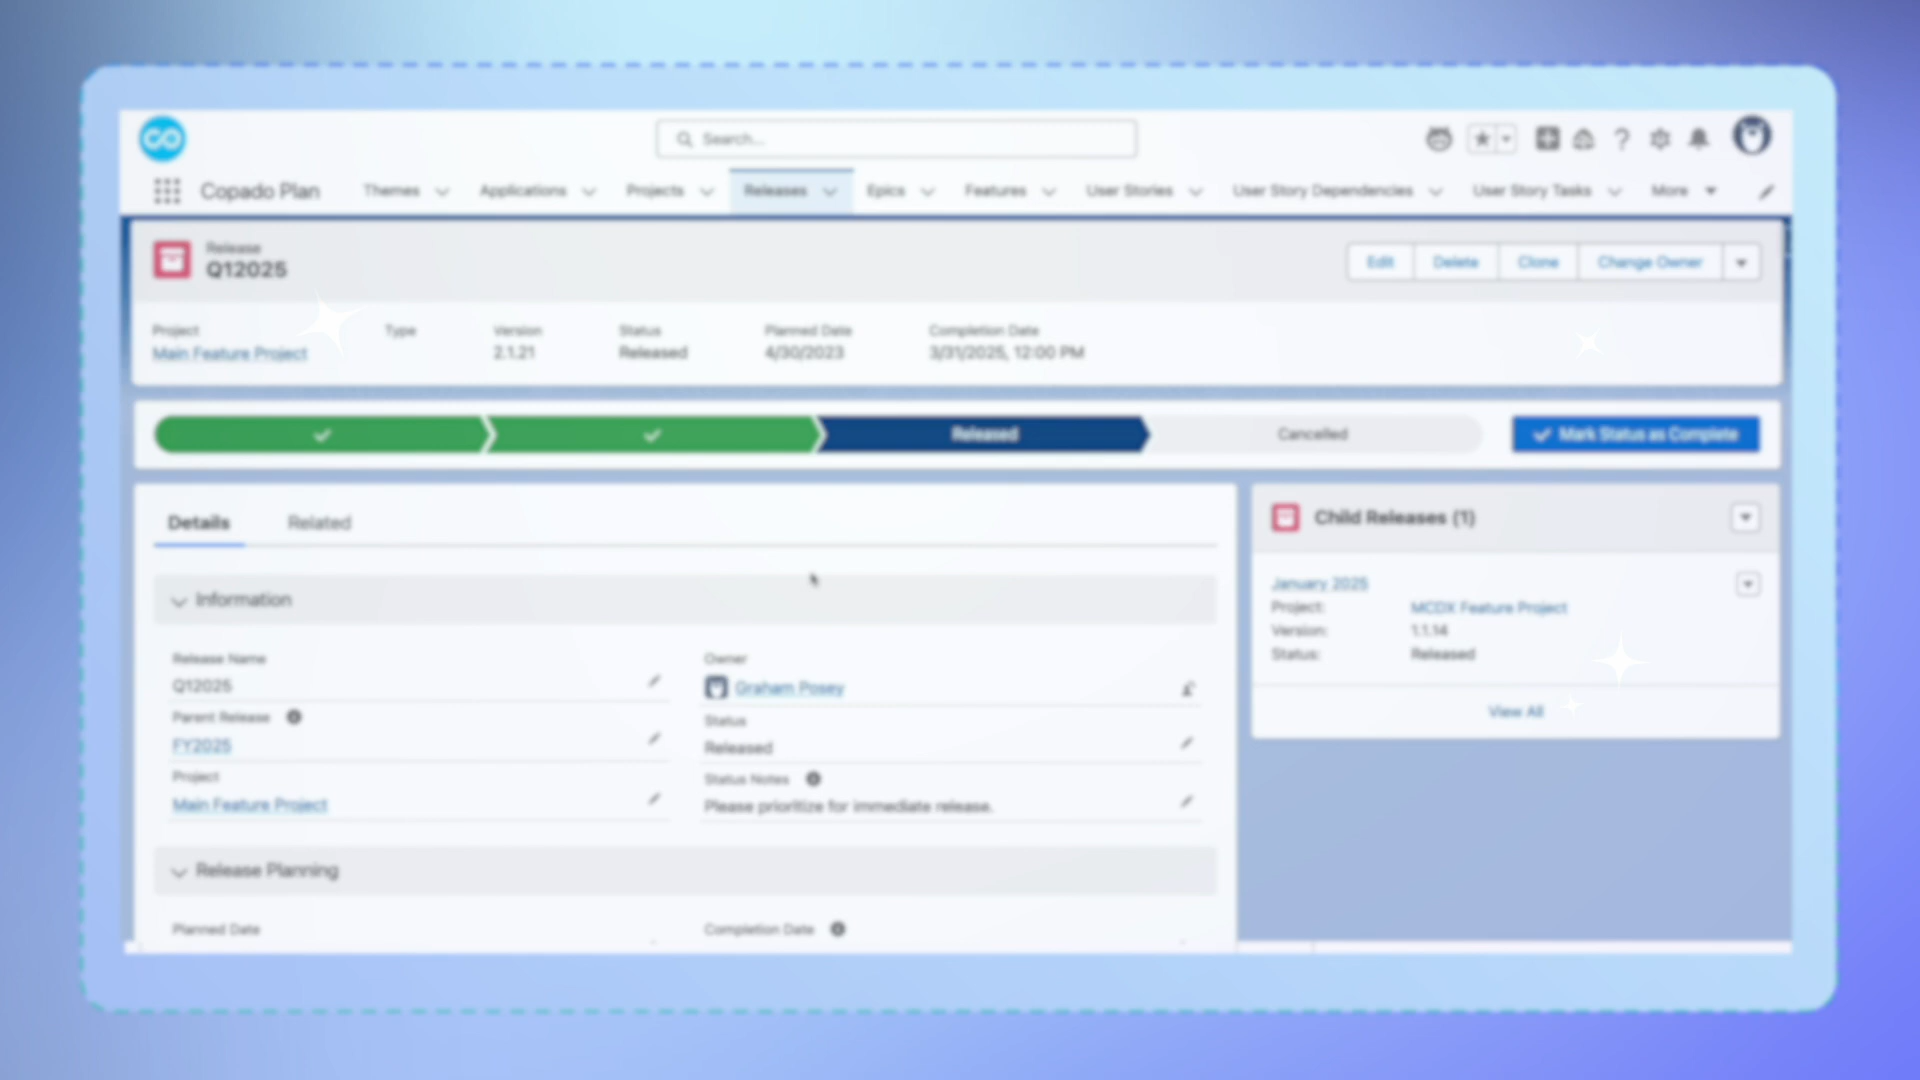 CO
Search...
Copado Plan Themes Applications Projects Releases Epics Features User Stories User Story Dependencies User Story Tasks More
Release
Q12025
Edit Delete Clone Change Owner
Project Type Version Status Planned Date Completion Date
Main Feature Project 2.1.21 Released 4/30/2023 3/31/2025, 12:00 PM
Released Cancelled Mark Status as Complete
Details Related
Information
Release Name
Q12025
Parent Release
FY2025
Project
Main Feature Project
Owner
Graham Posey
Status
Released
Status Notes
Please prioritize for immediate release.
Release Planning
Planned Date Completion Date
Child Releases (1)
January 2025
Project: MCDX Feature Project
Version: 1.1.14
Status: Released
View All